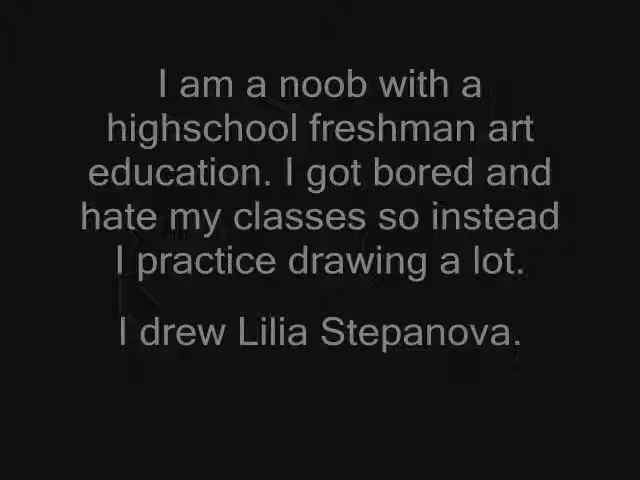 I am a noob with a
highschool freshman art
education. I got bored and
hate my classes so instead
I practice drawing a lot.
I drew Lilia Stepanova.